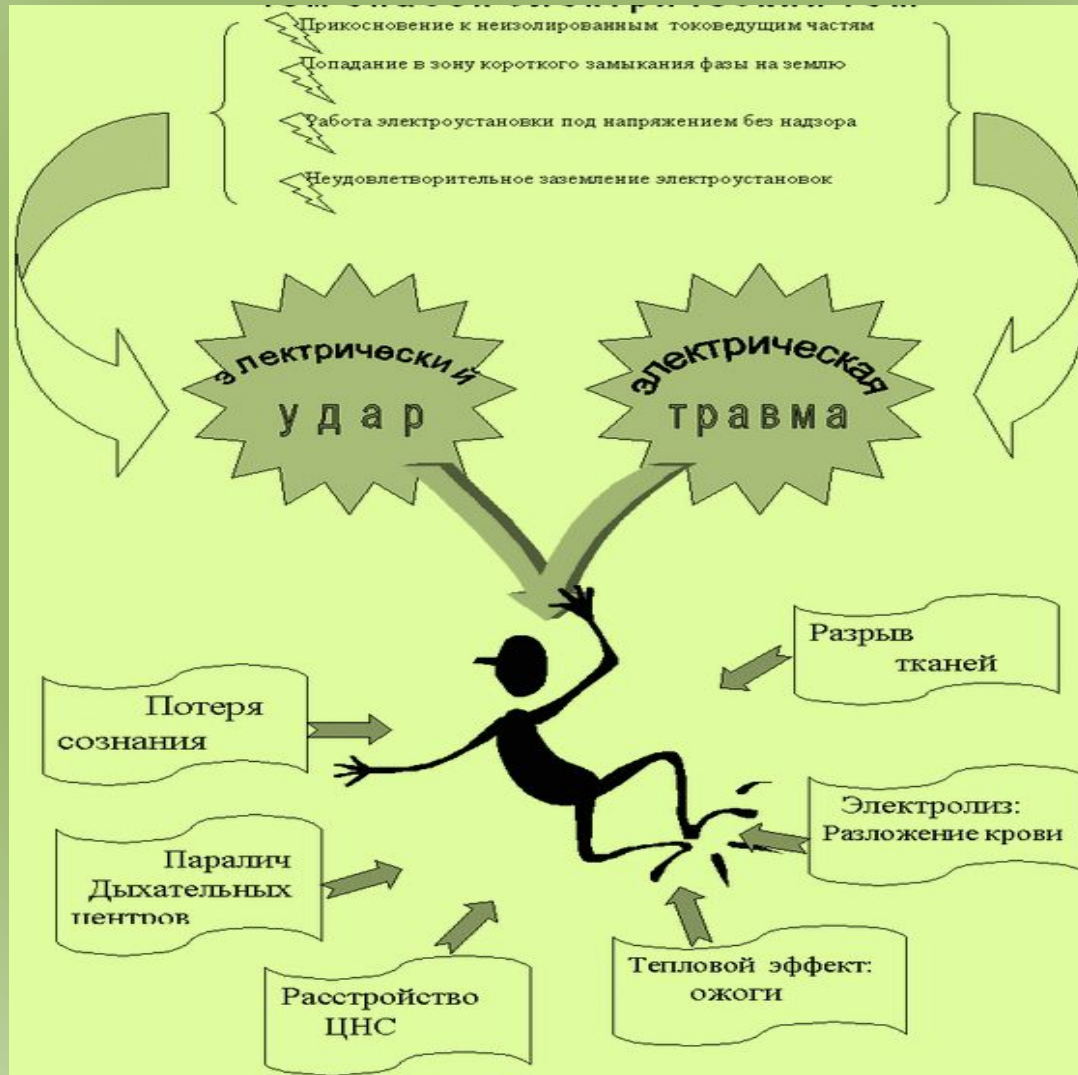 Прикосновение к неизолированным токоведущим частям
Попадание в зону короткого замыкания фазы на землю
Работа электроустановки под напряжением без надзора
Неудовлетворительное заземление электроустановок
электрический
удар
электрическая
травма
Разрыв
тканей
Потеря
сознания
Электролиз:
Разложение крови
Паралич
Дыхательных
центров
Тепловой эффект:
ожоги
Расстройство
ЦНС